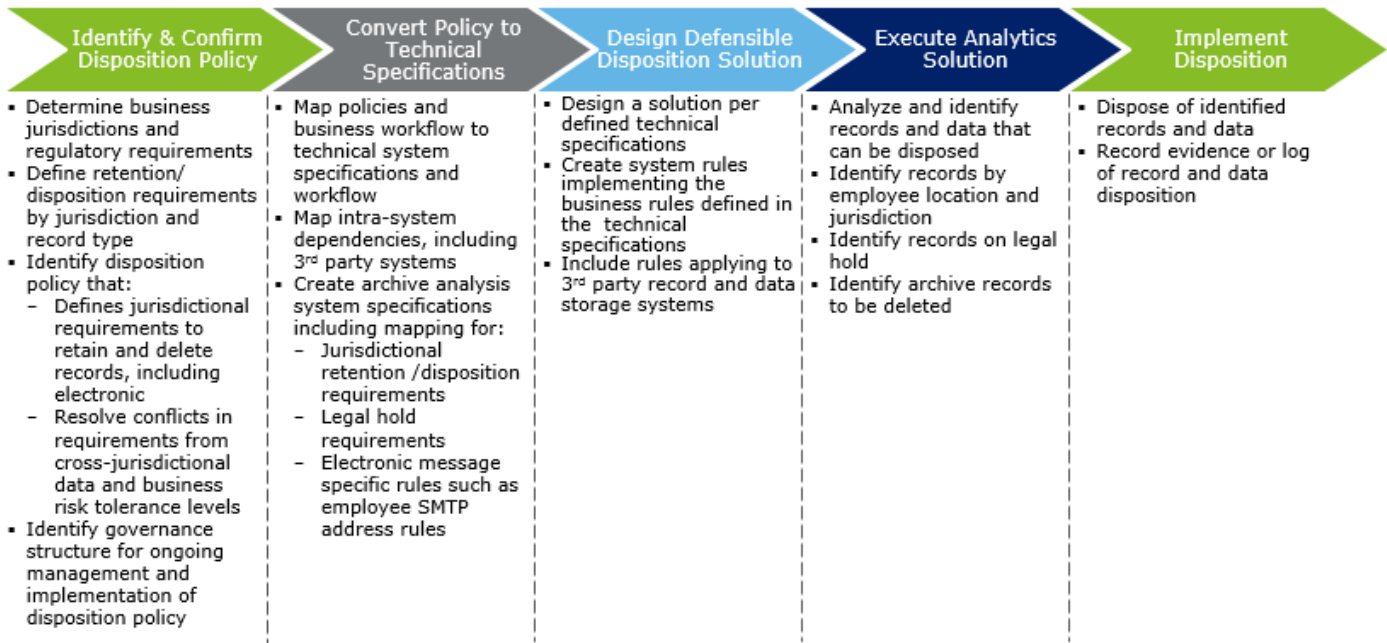 Identify & Confirm
Disposition Policy
▪ Determine business
jurisdictions and
regulatory requirements
▪ Define retention/
disposition requirements
by jurisdiction and
record type
▪ Identify disposition
policy that:
– Defines jurisdictional
requirements to
retain and delete
records, including
electronic
– Resolve conflicts in
requirements from
cross-jurisdictional
data and business
risk tolerance levels
▪ Identify governance
structure for ongoing
management and
implementation of
disposition policy
Convert Policy to
Technical
Specifications
▪ Map policies and
business workflow to
technical system
specifications and
workflow
▪ Map intra-system
dependencies, including
3rd party systems
▪ Create archive analysis
system specifications
including mapping for:
– Jurisdictional
retention /disposition
requirements
– Legal hold
requirements
– Electronic message
specific rules such as
employee SMTP
address rules
Design Defensible
Disposition Solution
▪ Design a solution per
defined technical
specifications
▪ Create system rules
implementing the
business rules defined in
the technical
specifications
▪ Include rules applying to
3rd party record and data
storage systems
Execute Analytics
Solution
▪ Analyze and identify
records and data that
can be disposed
▪ Identify records by
employee location and
jurisdiction
▪ Identify records on legal
hold
▪ Identify archive records
to be deleted
Implement
Disposition
▪ Dispose of identified
records and data
▪ Record evidence or log
of record and data
disposition